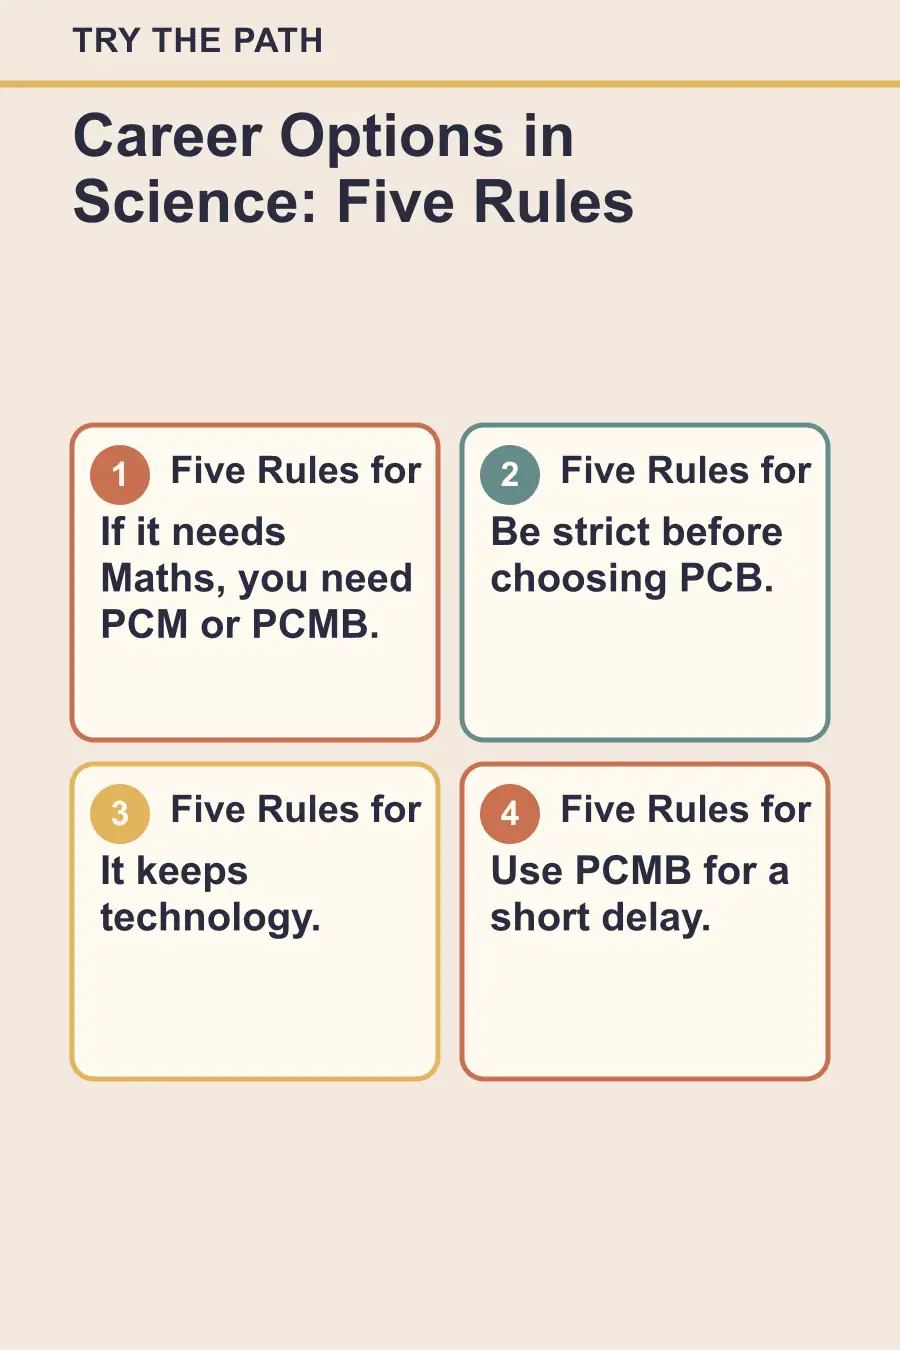 TRY THE PATH
Career Options in
Science: Five Rules
1 Five Rules for
If it needs
Maths, you need
PCM or PCMB.
2 Five Rules for
Be strict before
choosing PCB.
3 Five Rules for
It keeps
technology.
4 Five Rules for
Use PCMB for a
short delay.